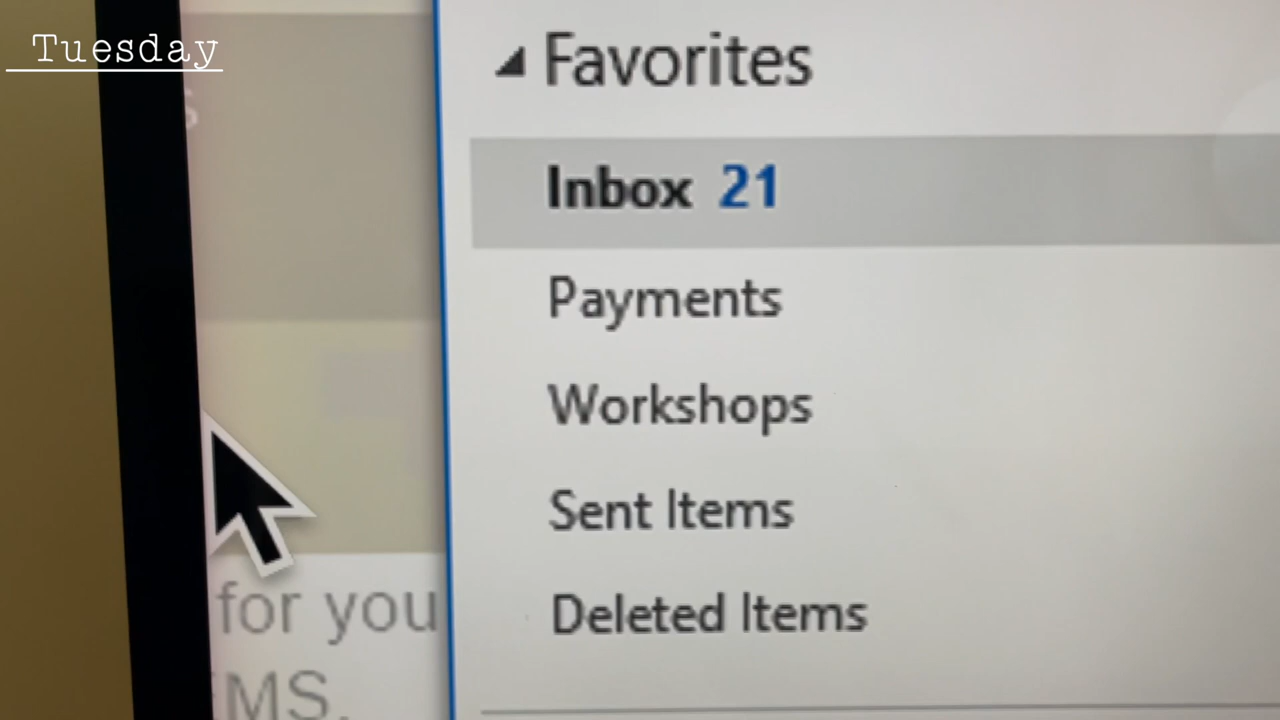 Tuesday
Favorites
Inbox 21
Payments
Workshops
Sent Items
Deleted Items
for you